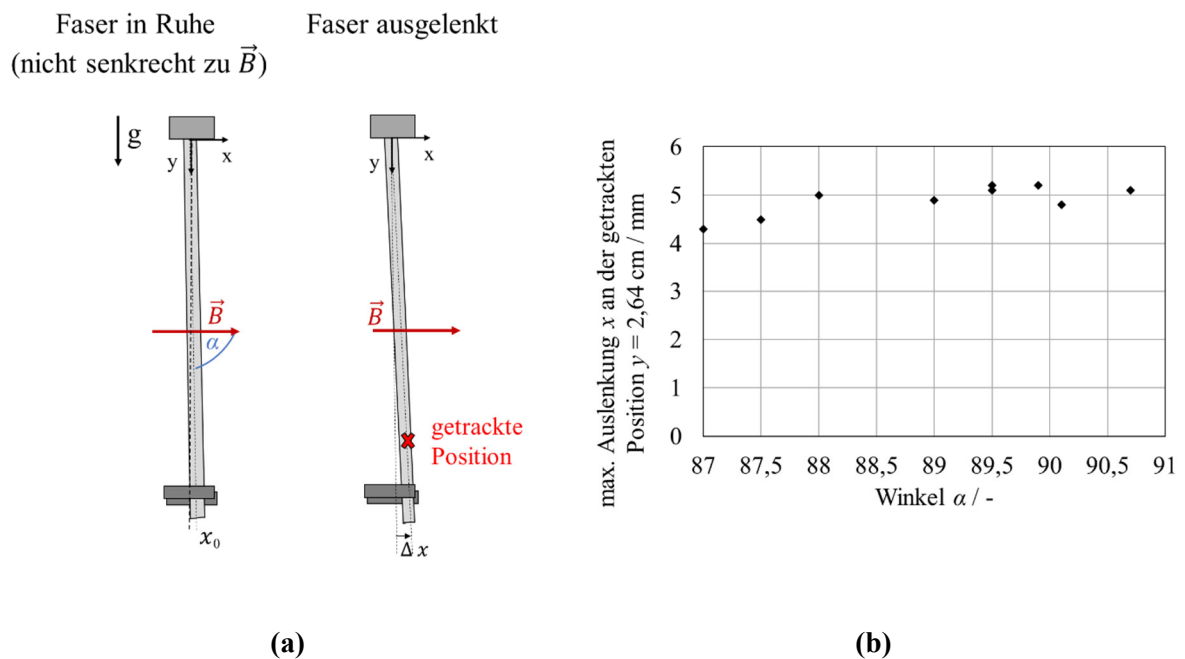 Faser in Ruhe
(nicht senkrecht zu B⃗)
Faser ausgelenkt
g
x
y
B⃗
α
x₀
x
y
B⃗
getrackte
Position
Δ x
max. Auslenkung x an der getrackten
Position y = 2,64 cm / mm
6
5
4
3
2
1
0
87 87,5 88 88,5 89 89,5 90 90,5 91
Winkel α / -
(a)
(b)